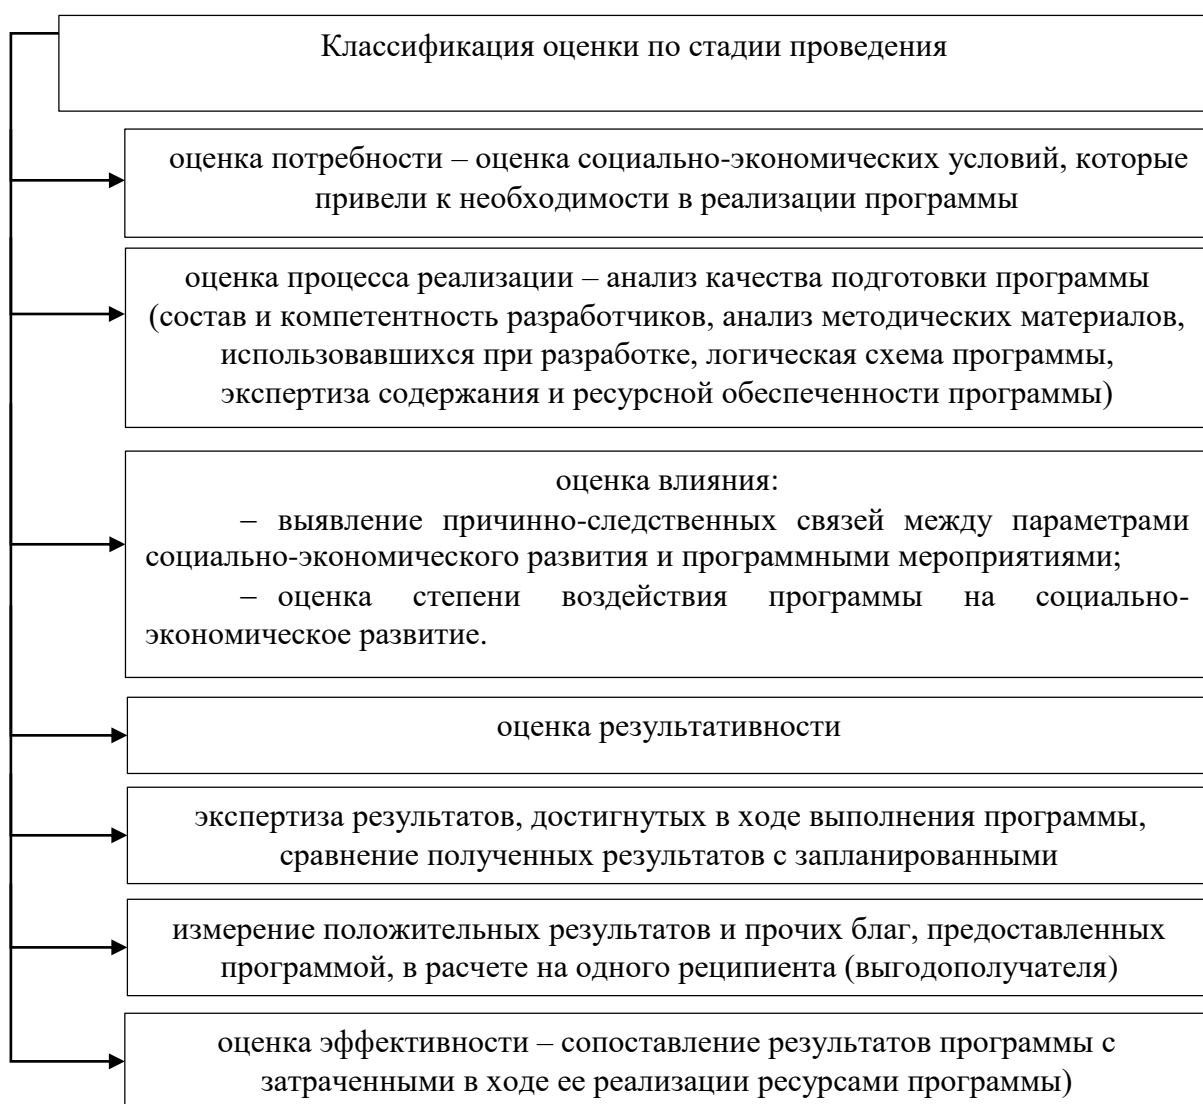 Классификация оценки по стадии проведения
оценка потребности – оценка социально-экономических условий, которые
привели к необходимости в реализации программы
оценка процесса реализации – анализ качества подготовки программы
(состав и компетентность разработчиков, анализ методических материалов,
использовавшихся при разработке, логическая схема программы,
экспертиза содержания и ресурсной обеспеченности программы)
оценка влияния:
– выявление причинно-следственных связей между параметрами
социально-экономического развития и программными мероприятиями;
– оценка степени воздействия программы на социально-
экономическое развитие.
оценка результативности
экспертиза результатов, достигнутых в ходе выполнения программы,
сравнение полученных результатов с запланированными
измерение положительных результатов и прочих благ, предоставленных
программой, в расчете на одного реципиента (выгодополучателя)
оценка эффективности – сопоставление результатов программы с
затраченными в ходе ее реализации ресурсами программы)